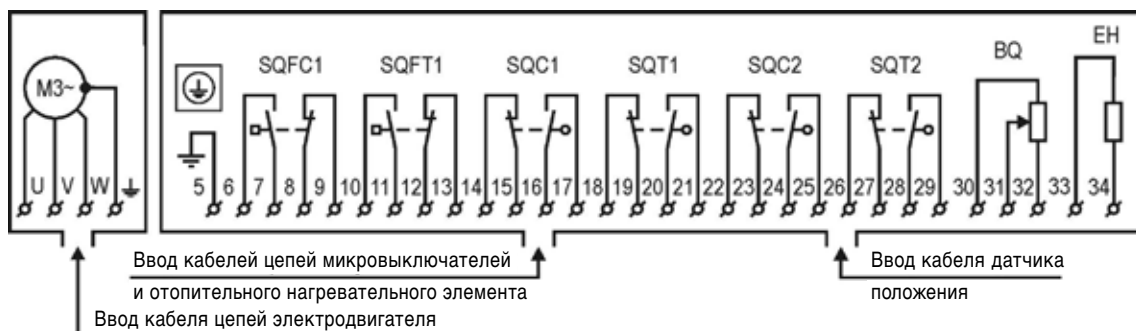 SQFC1 SQFT1 SQC1 SQT1 SQC2 SQT2 BQ EH
M3~
U V W 5 6 7 8 9 10 11 12 13 14 15 16 17 18 19 20 21 22 23 24 25 26 27 28 29 30 31 32 33 34
Ввод кабелей цепей микровыключателей
и отопительного нагревательного элемента
Ввод кабеля датчика
положения
Ввод кабеля цепей электродвигателя